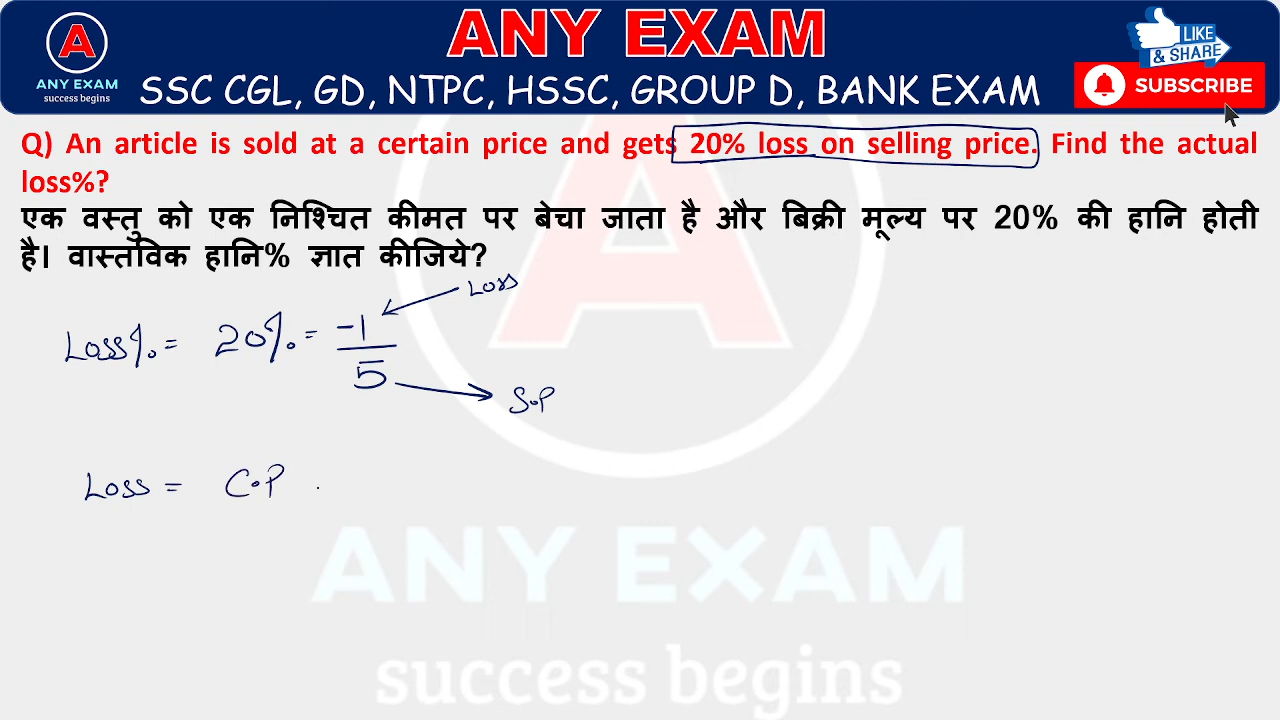 ANY EXAM
LIKE
& SHARE
A
ANY EXAM
success begins
SSC CGL, GD, NTPC, HSSC, GROUP D, BANK EXAM
SUBSCRIBE
Q) An article is sold at a certain price and gets 20% loss on selling price. Find the actual
loss%?
एक वस्तु को एक निश्चित कीमत पर बेचा जाता है और बिक्री मूल्य पर 20% की हानि होती
है। वास्तविक हानि% ज्ञात कीजिये?
Loss
Loss% = 20% = -1
5
S.P
Loss = C.P
A
ANY EXAM
success begins